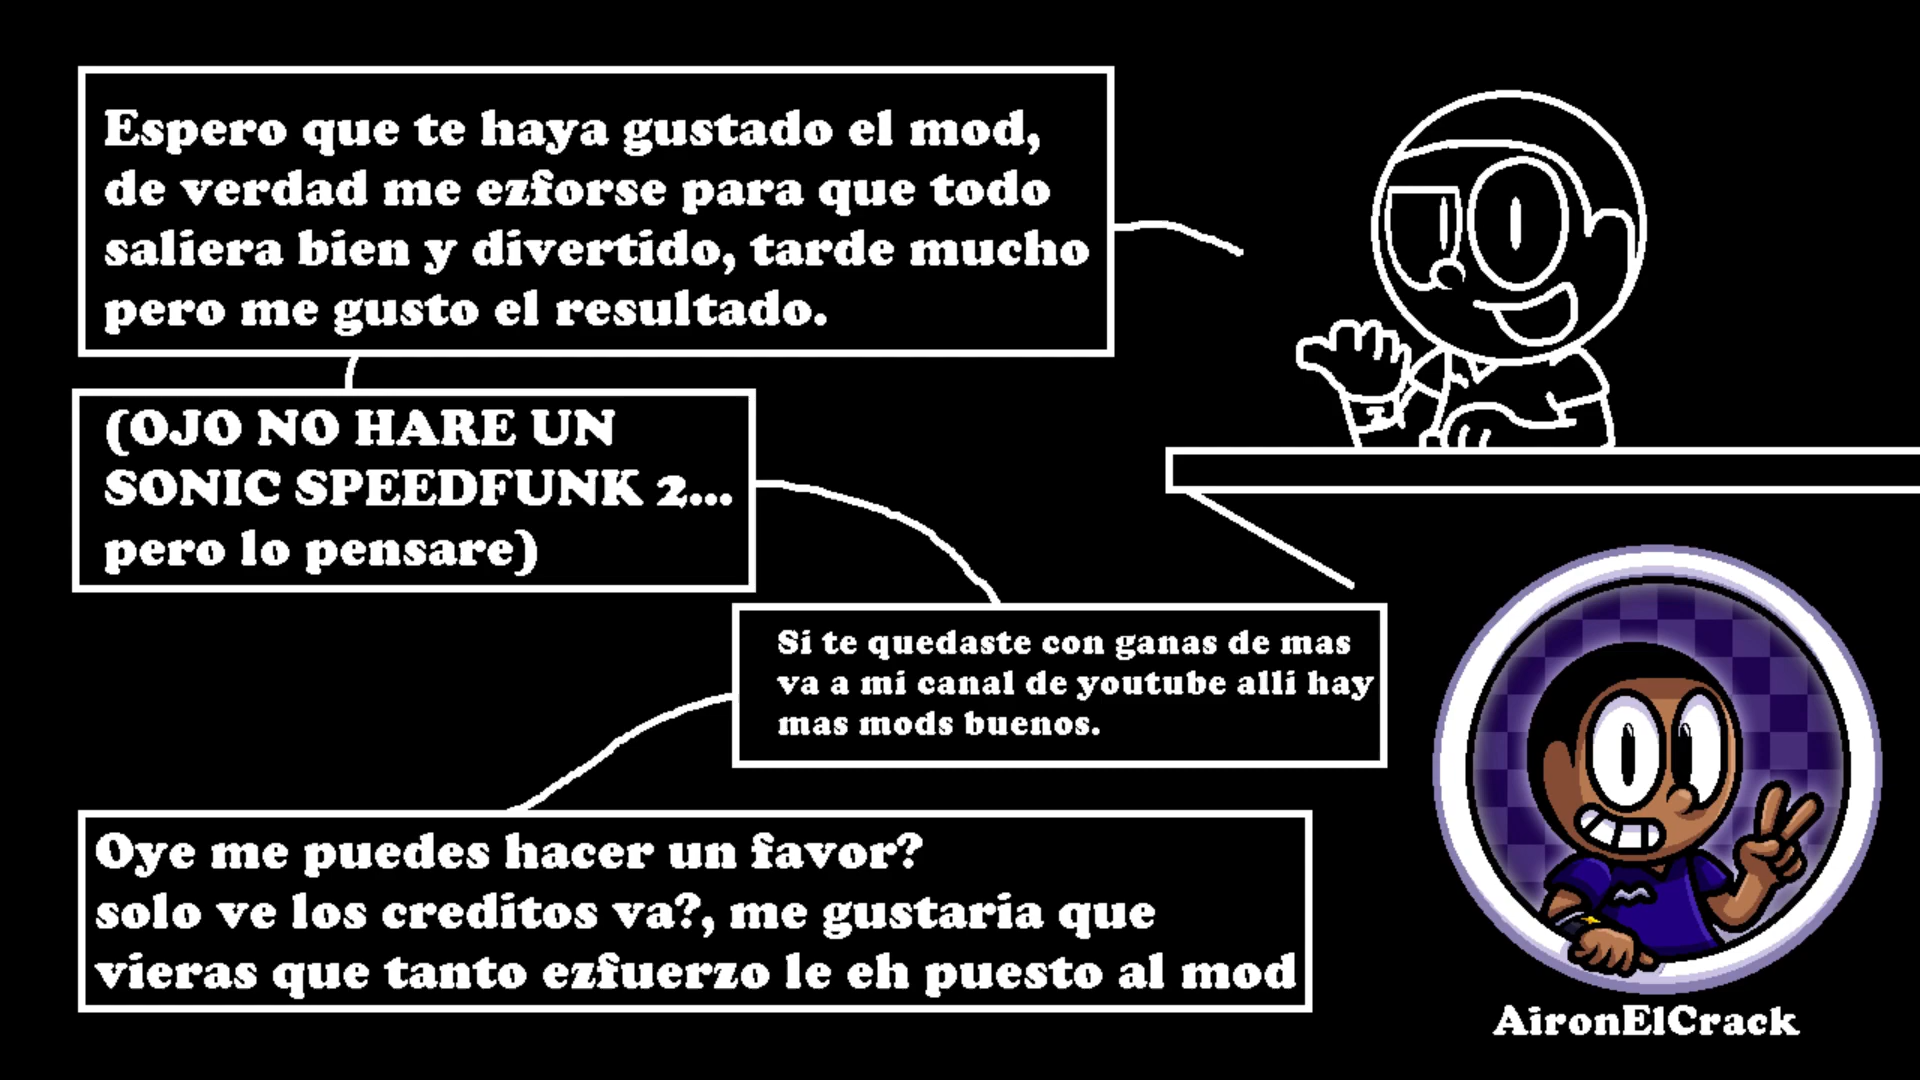 Espero que te haya gustado el mod,
de verdad me ezforse para que todo
saliera bien y divertido, tarde mucho
pero me gusto el resultado.
(OJO NO HARE UN
SONIC SPEEDFUNK 2...
pero lo pensare)
Si te quedaste con ganas de mas
va a mi canal de youtube alli hay
mas mods buenos.
Oye me puedes hacer un favor?
solo ve los creditos va?, me gustaria que
vieras que tanto ezfuerzo le eh puesto al mod
AironElCrack